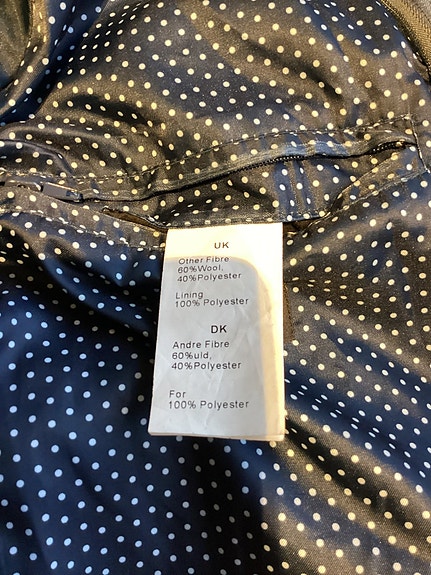 UK
Other Fibre
60%Wool,
40%Polyester
Lining
100% Polyester
DK
Andre Fibre
60%uld,
40%Polyester
For
100% Polyester